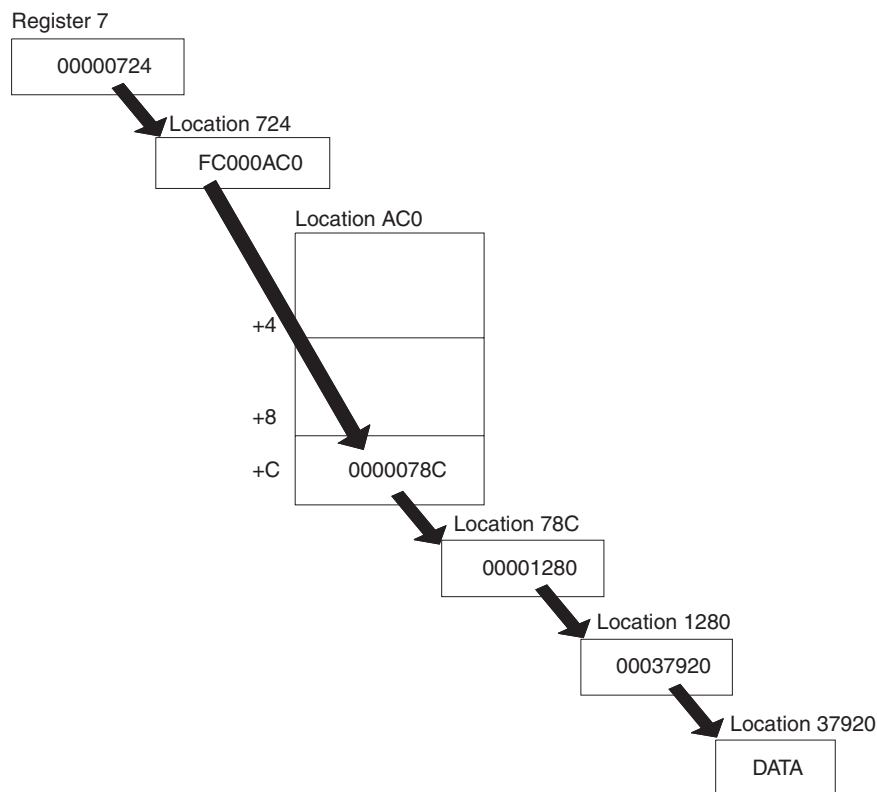 Register 7
00000724
Location 724
FC000AC0
Location AC0
+4
+8
+C
0000078C
Location 78C
00001280
Location 1280
00037920
Location 37920
DATA